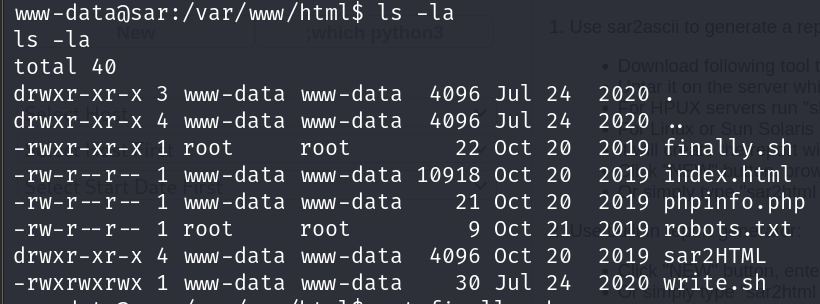 www-data@sar:/var/www/html$ ls -la
ls -la
total 40
drwxr-xr-x 3 www-data www-data  4096 Jul 24  2020 .
drwxr-xr-x 4 www-data www-data  4096 Jul 24  2020 ..
-rwxr-xr-x 1 root     root        22 Oct 20  2019 finally.sh
-rw-r--r-- 1 www-data www-data 10918 Oct 20  2019 index.html
-rw-r--r-- 1 www-data www-data    21 Oct 20  2019 phpinfo.php
-rw-r--r-- 1 root     root         9 Oct 21  2019 robots.txt
drwxr-xr-x 4 www-data www-data  4096 Oct 20  2019 sar2HTML
-rwxrwxrwx 1 www-data www-data    30 Jul 24  2020 write.sh
New
;which python3
Select Start Date First
1. Use sar2ascii to generate a rep
Download following tool